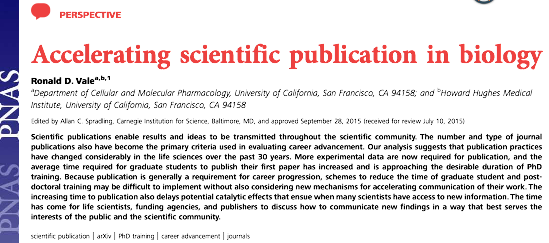 PERSPECTIVE
Accelerating scientific publication in biology
Ronald D. Vale^a,b,1
^aDepartment of Cellular and Molecular Pharmacology, University of California, San Francisco, CA 94158; and ^bHoward Hughes Medical
Institute, University of California, San Francisco, CA 94158
Edited by Allan C. Spradling, Carnegie Institution for Science, Baltimore, MD, and approved September 28, 2015 (received for review July 10, 2015)
Scientific publications enable results and ideas to be transmitted throughout the scientific community. The number and type of journal
publications also have become the primary criteria used in evaluating career advancement. Our analysis suggests that publication practices
have changed considerably in the life sciences over the past 30 years. More experimental data are now required for publication, and the
average time required for graduate students to publish their first paper has increased and is approaching the desirable duration of PhD
training. Because publication is generally a requirement for career progression, schemes to reduce the time of graduate student and post-
doctoral training may be difficult to implement without also considering new mechanisms for accelerating communication of their work. The
increasing time to publication also delays potential catalytic effects that ensue when many scientists have access to new information. The time
has come for life scientists, funding agencies, and publishers to discuss how to communicate new findings in a way that best serves the
interests of the public and the scientific community.
scientific publication | arXiv | PhD training | career advancement | journals
PNAS
PNAS